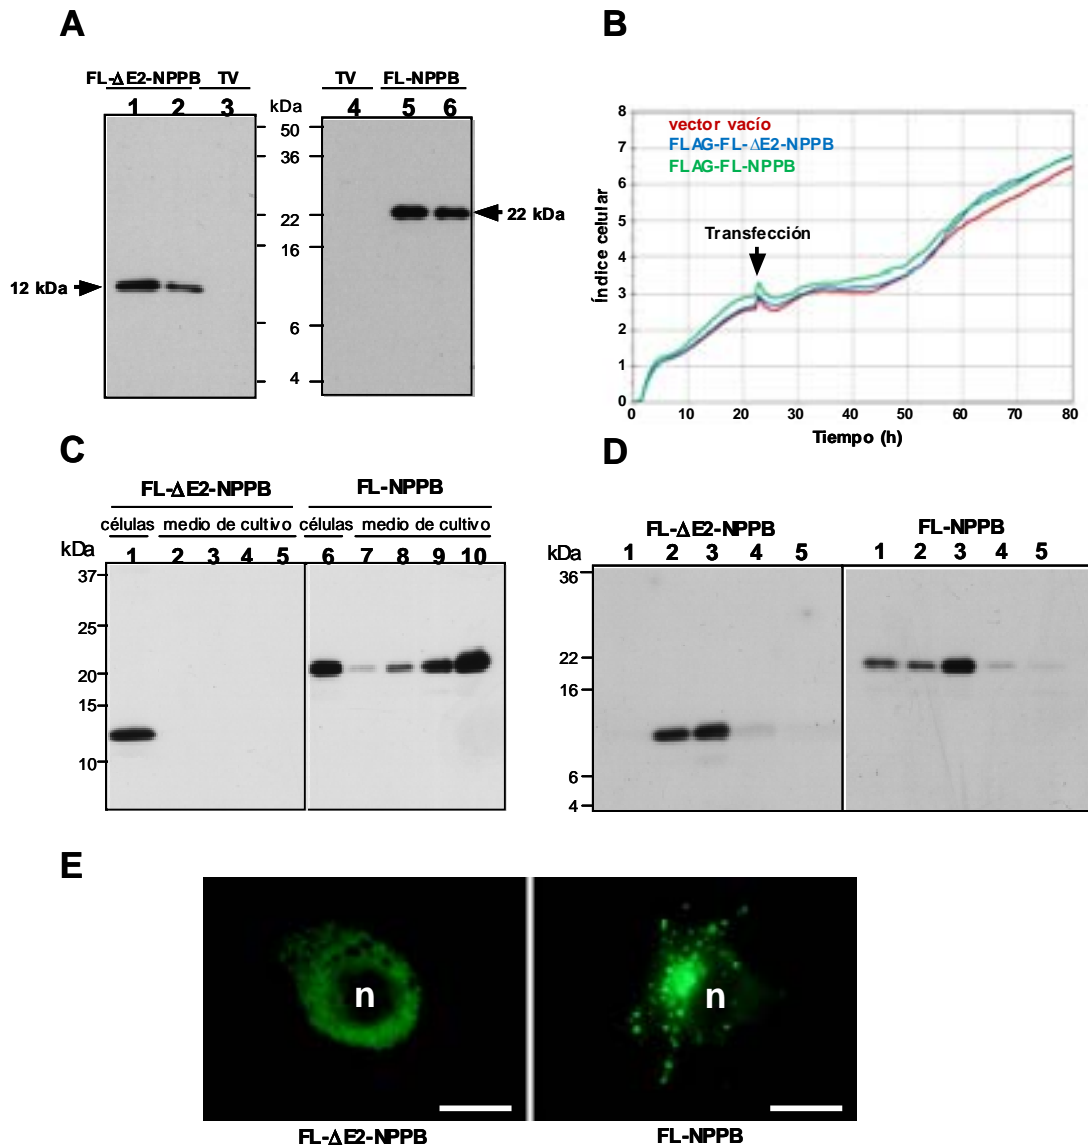 A
FL-ΔE2-NPPB TV
1 2 3
kDa
TV FL-NPPB
4 5 6
50
36
22
16
6
4
12 kDa
22 kDa
B
vector vacío
FLAG-FL-ΔE2-NPPB
FLAG-FL-NPPB
Transfección
Índice celular
8
7
6
5
4
3
2
1
0
0 10 20 30 40 50 60 70 80
Tiempo (h)
C
FL-ΔE2-NPPB FL-NPPB
células medio de cultivo células medio de cultivo
kDa 1 2 3 4 5 6 7 8 9 10
37
25
20
15
10
D
FL-ΔE2-NPPB FL-NPPB
kDa 1 2 3 4 5 1 2 3 4 5
36
22
16
6
4
E
n n
FL-ΔE2-NPPB FL-NPPB